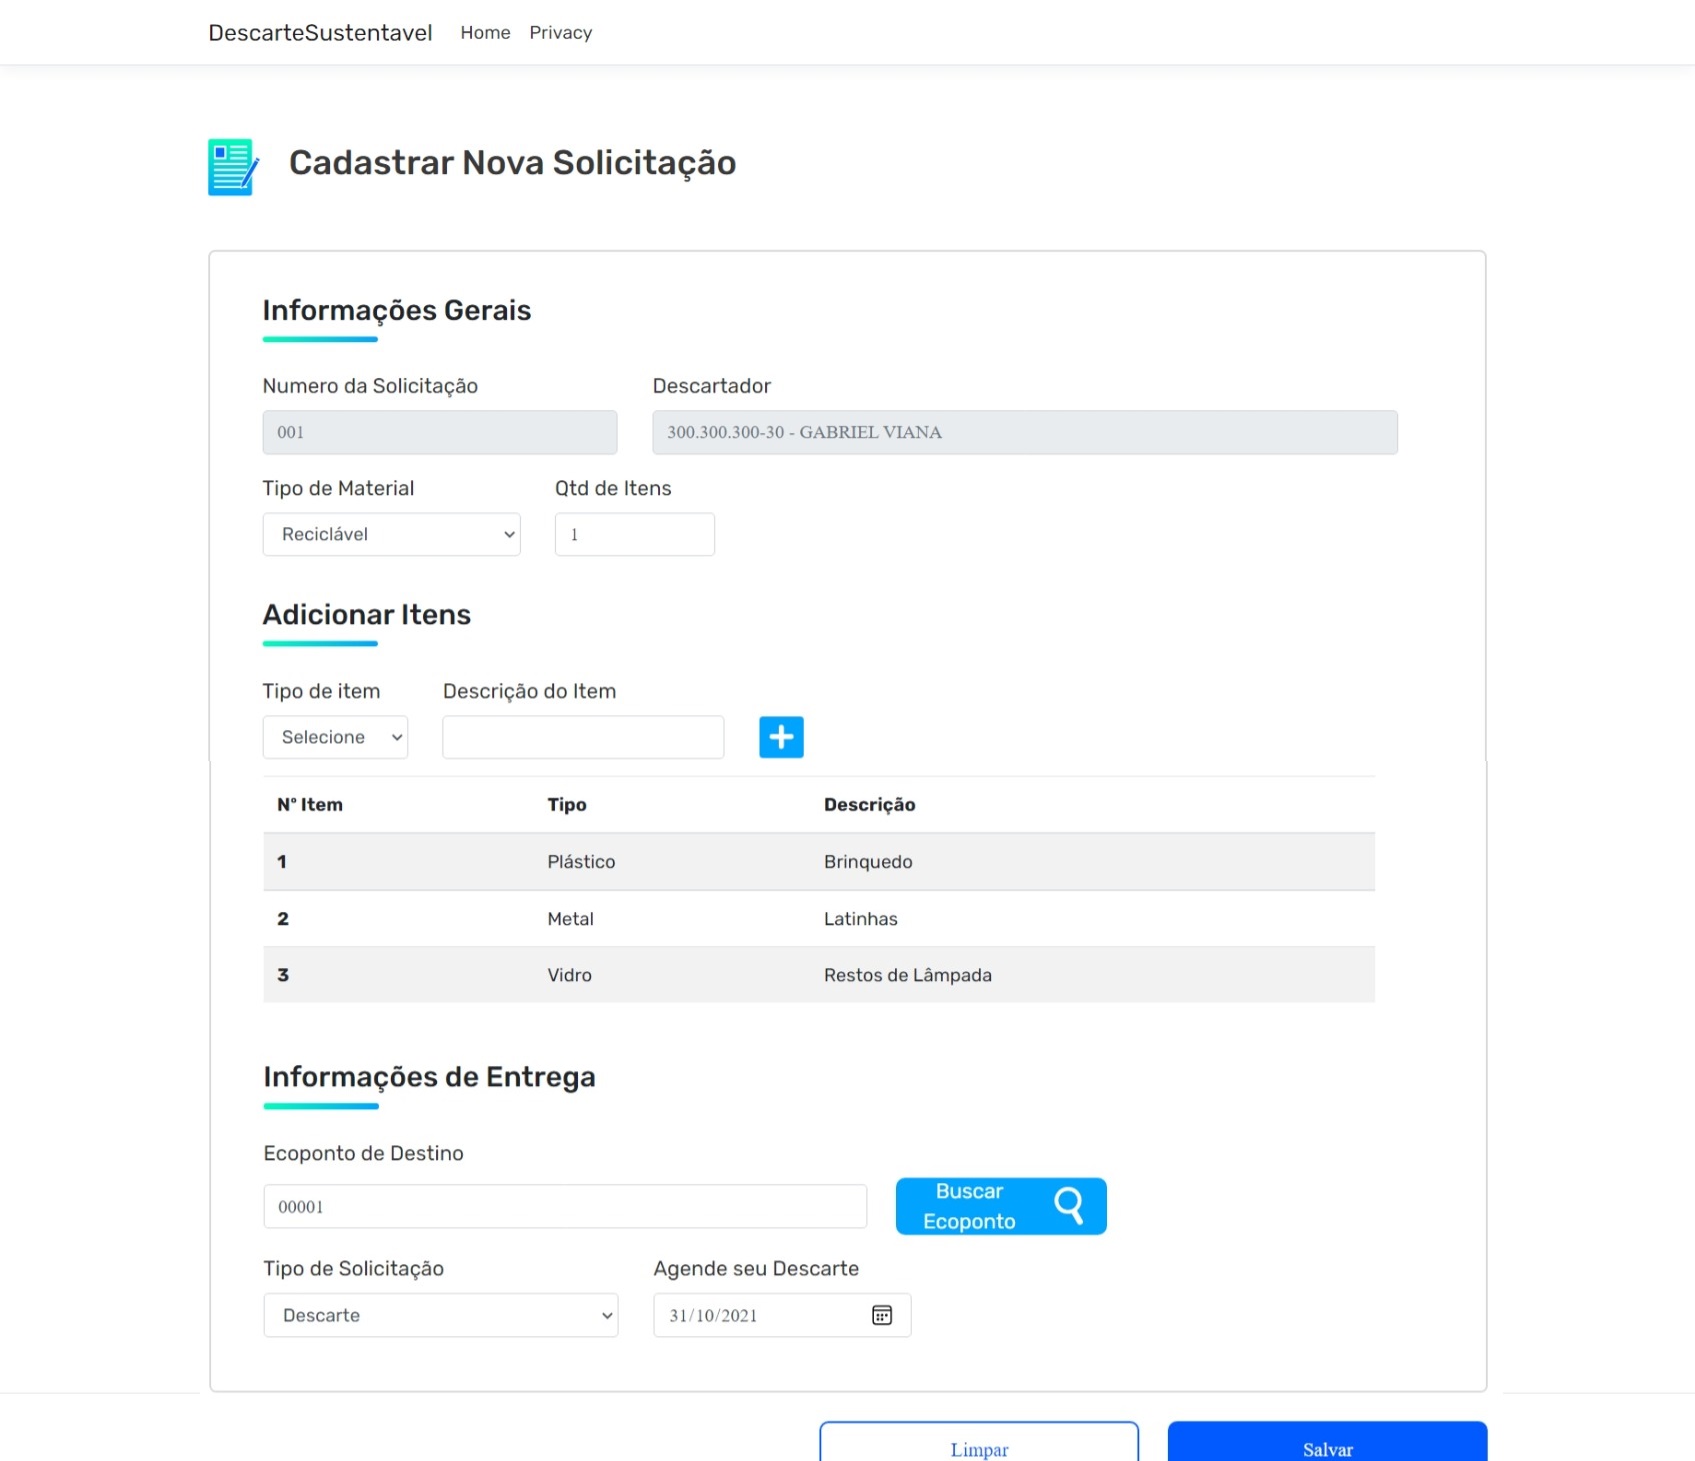 DescarteSustentavel Home Privacy
Cadastrar Nova Solicitação
Informações Gerais
Numero da Solicitação Descartador
001 300.300.300-30 - GABRIEL VIANA
Tipo de Material Qtd de Itens
Reciclável 1
Adicionar Itens
Tipo de item Descrição do Item
Selecione
Nº Item Tipo Descrição
1 Plástico Brinquedo
2 Metal Latinhas
3 Vidro Restos de Lâmpada
Informações de Entrega
Ecoponto de Destino
00001 Buscar
Ecoponto
Tipo de Solicitação Agende seu Descarte
Descarte 31/10/2021
Limpar Salvar